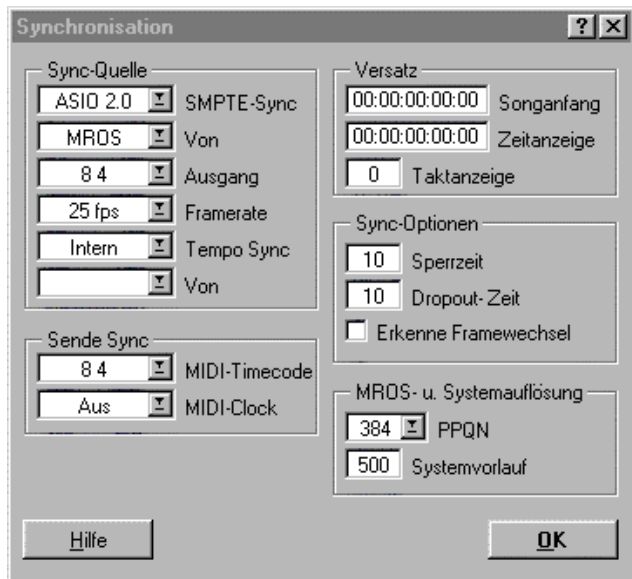 Synchronisation
Sync-Quelle
ASIO 2.0 SMPTE-Sync
MROS Von
8 4 Ausgang
25 fps Framerate
Intern Tempo Sync
Von
Sende Sync
8 4 MIDI-Timecode
Aus MIDI-Clock
Versatz
00:00:00:00:00 Songanfang
00:00:00:00:00 Zeitanzeige
0 Taktanzeige
Sync-Optionen
10 Sperrzeit
10 Dropout-Zeit
Erkenne Framewechsel
MROS- u. Systemauflösung
384 PPQN
500 Systemvorlauf
Hilfe
OK